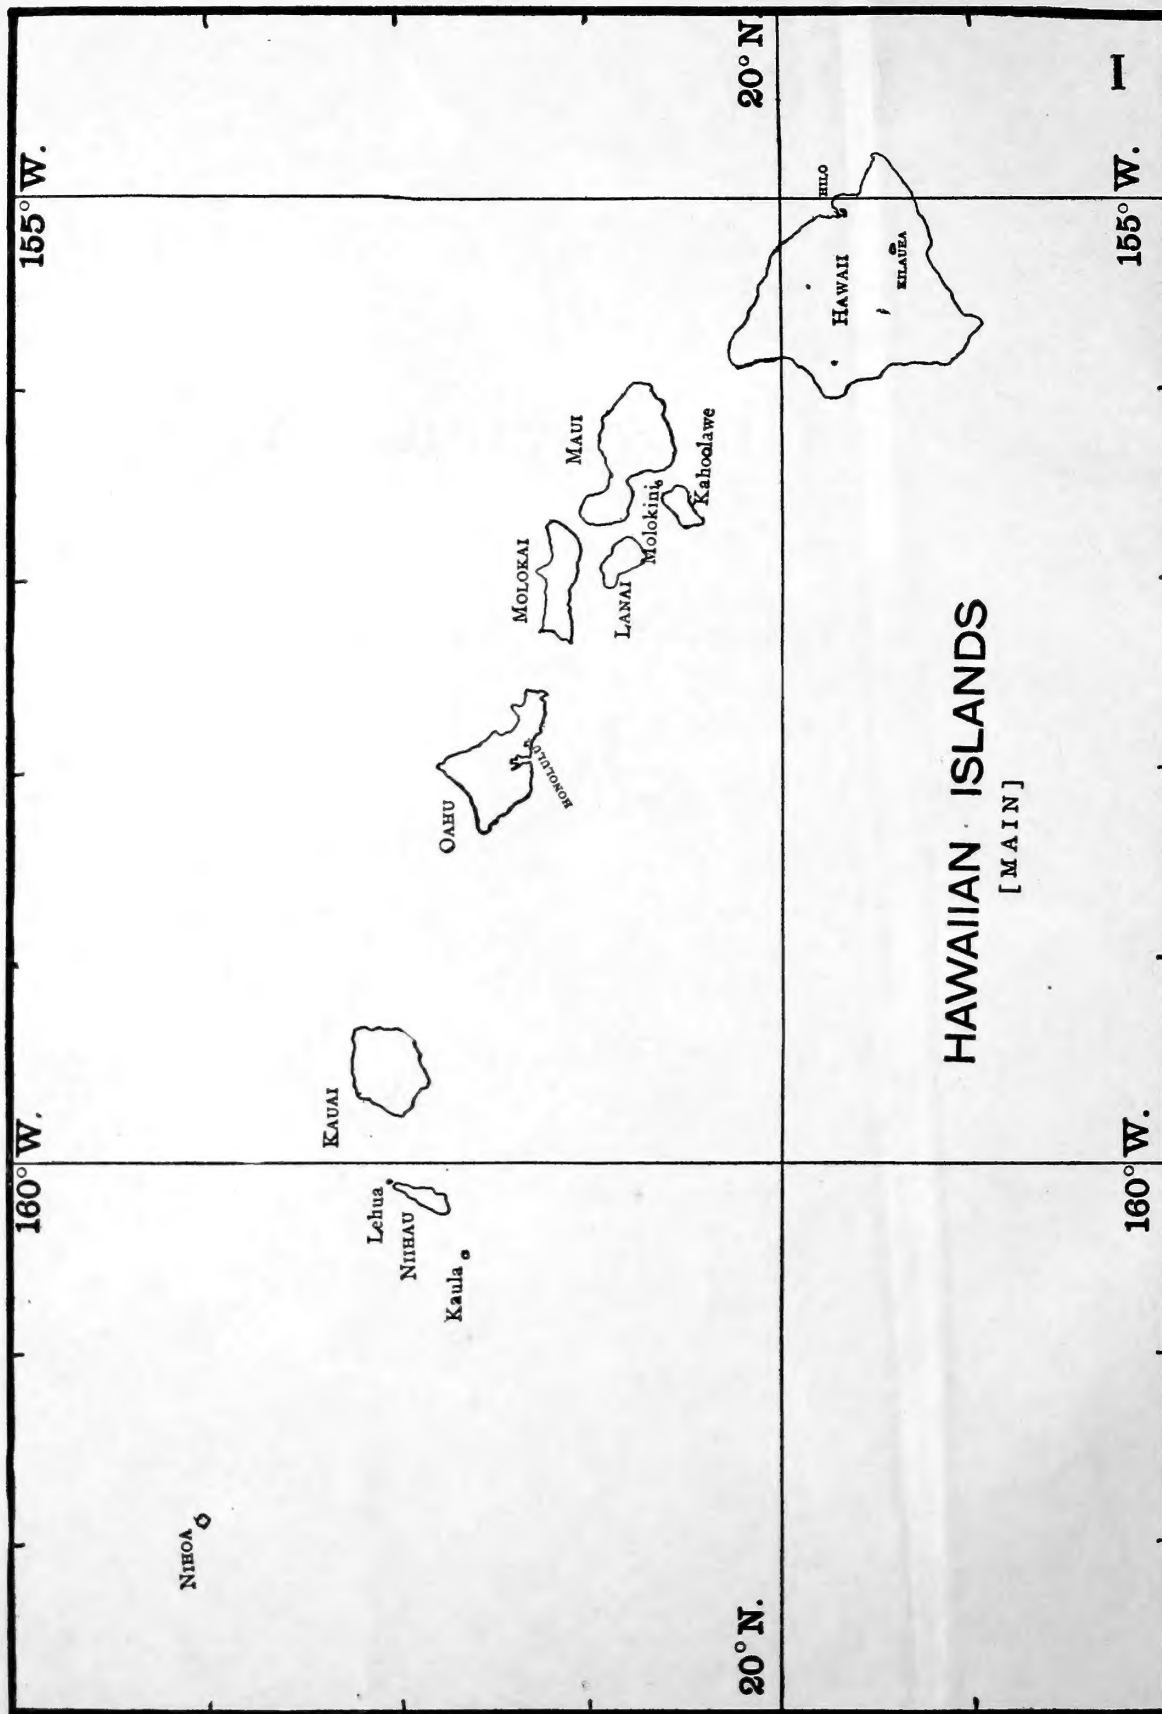 160° W.
155° W.
NIHOA
KAUAI
Lehua
NIIHAU
Kaula
OAHU
HONOLULU
MOLOKAI
MAUI
LANAI
Molokini
Kahoolawe
20° N.
20° N.
HILO
HAWAII
KILAUEA
HAWAIIAN ISLANDS
[MAIN]
160° W.
155° W.
I